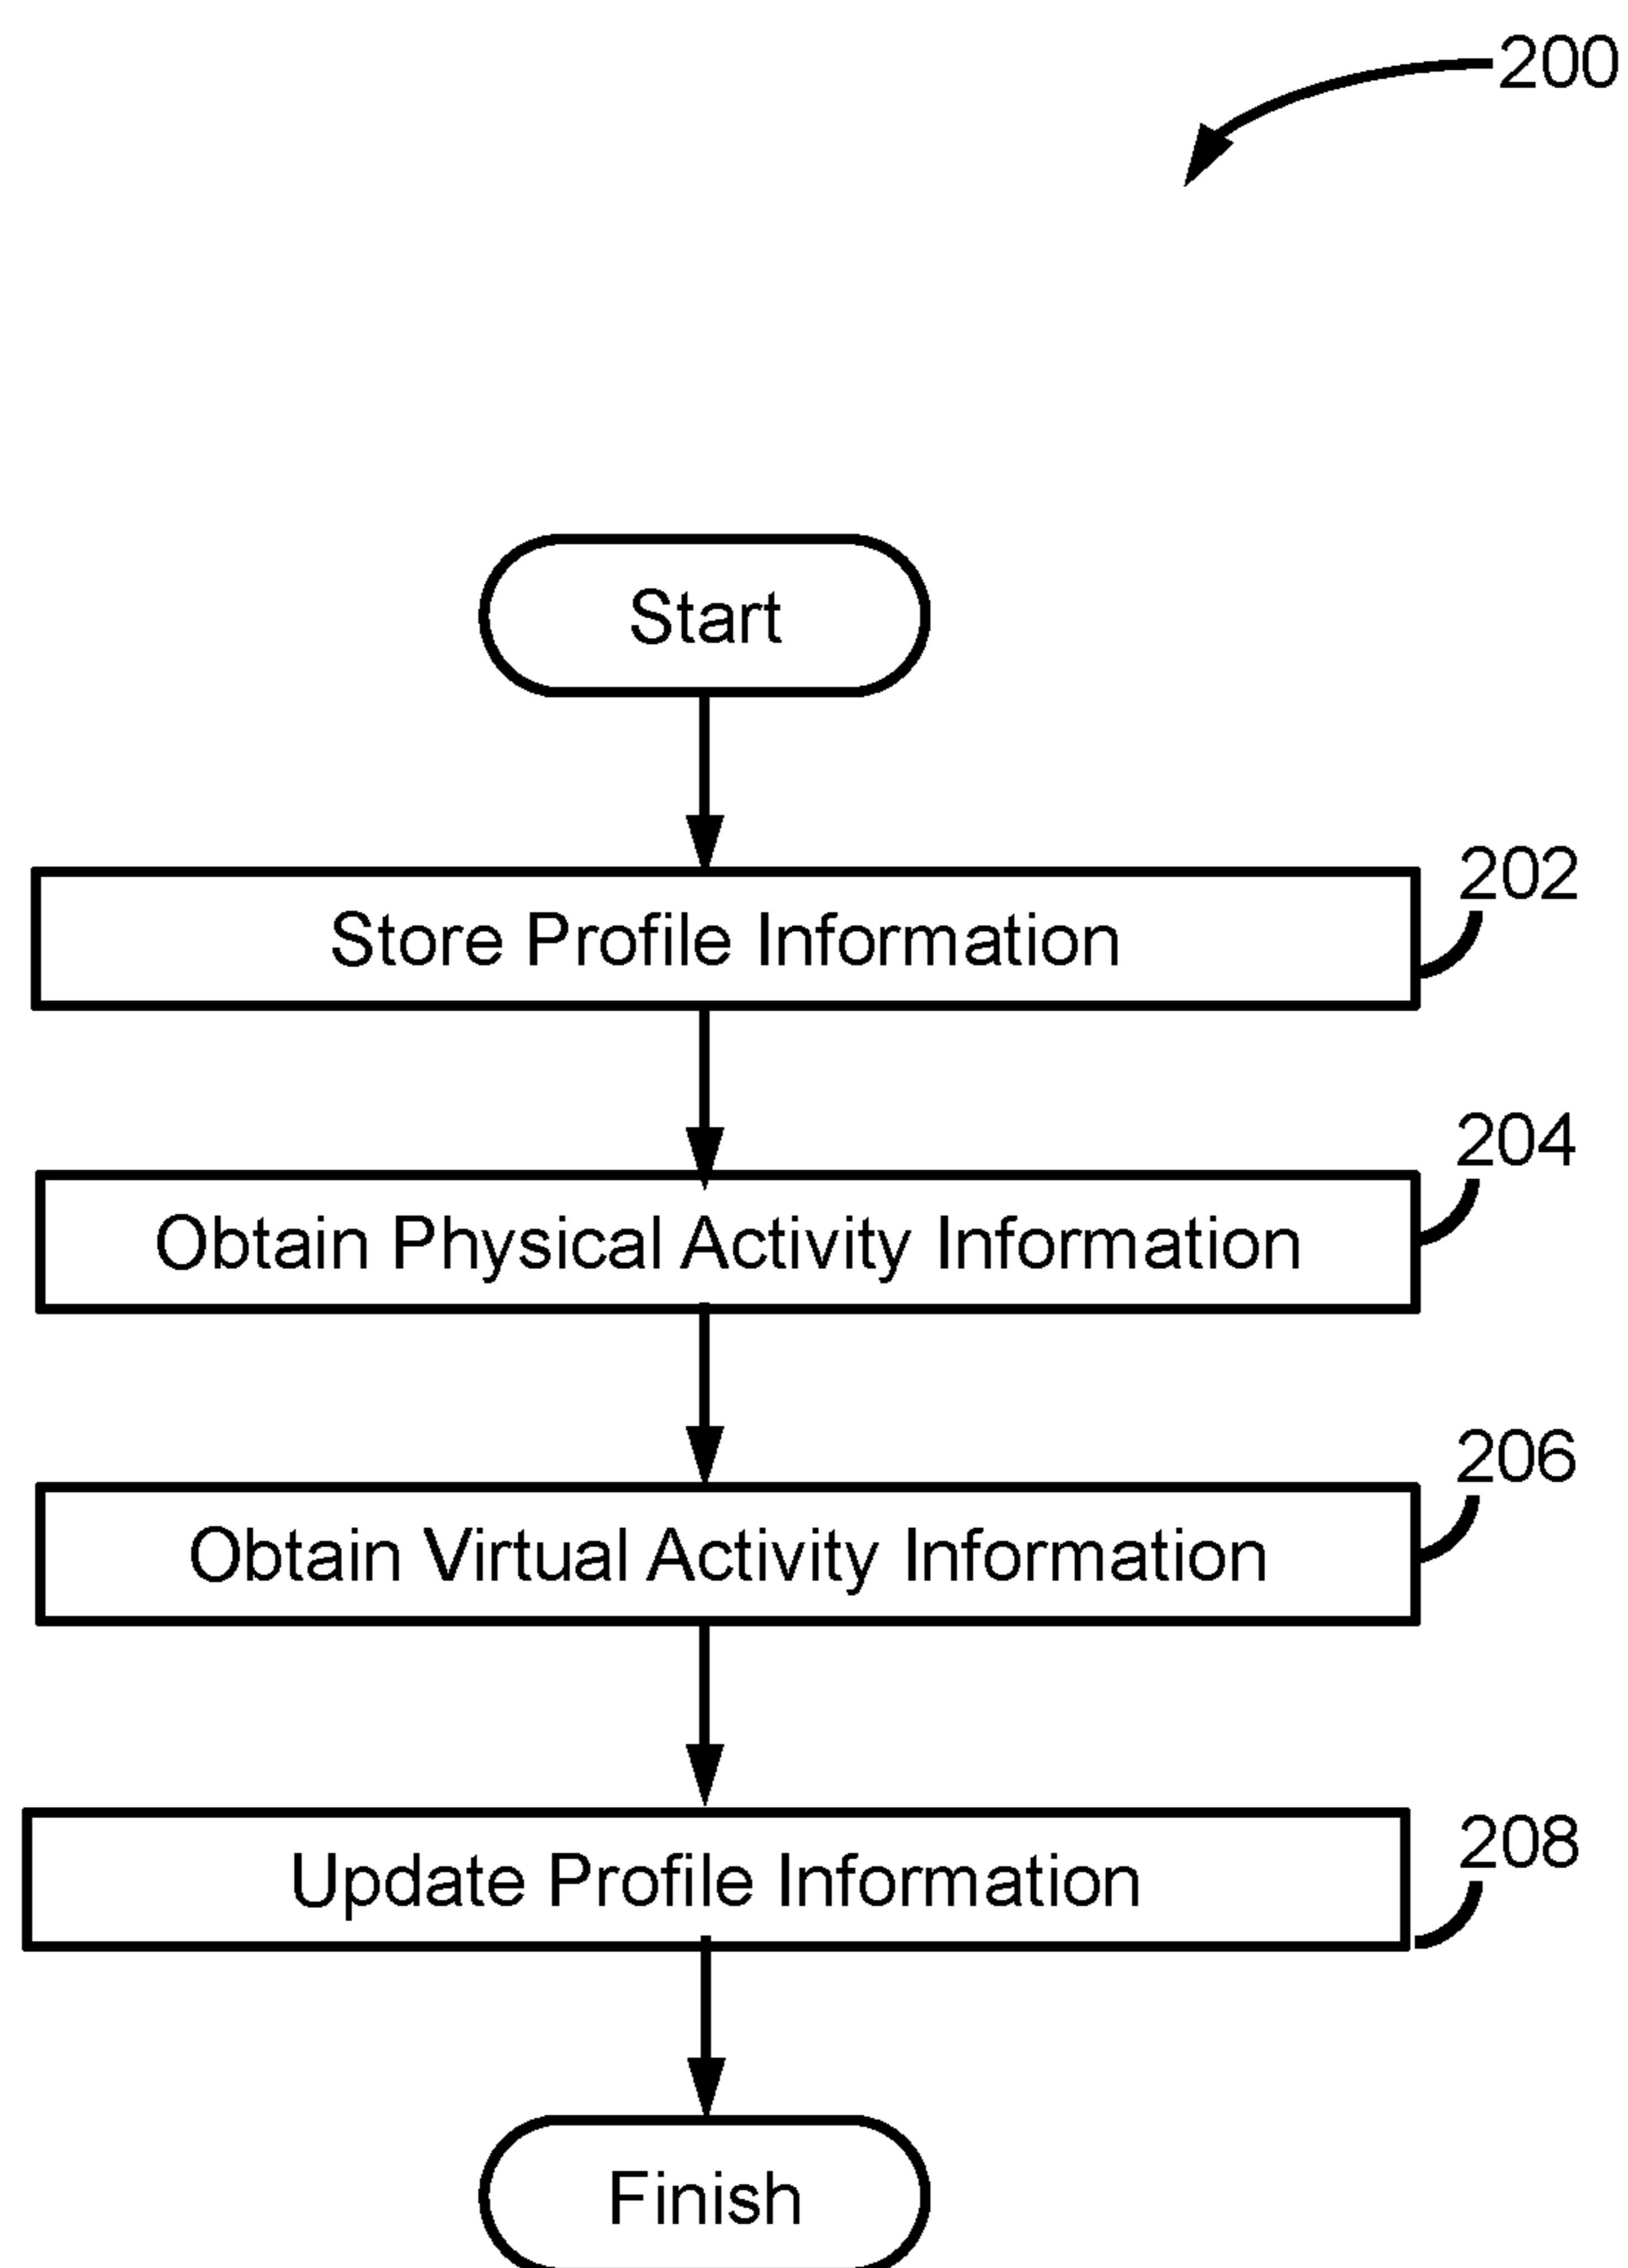 200
Start
202
Store Profile Information
204
Obtain Physical Activity Information
206
Obtain Virtual Activity Information
208
Update Profile Information
Finish